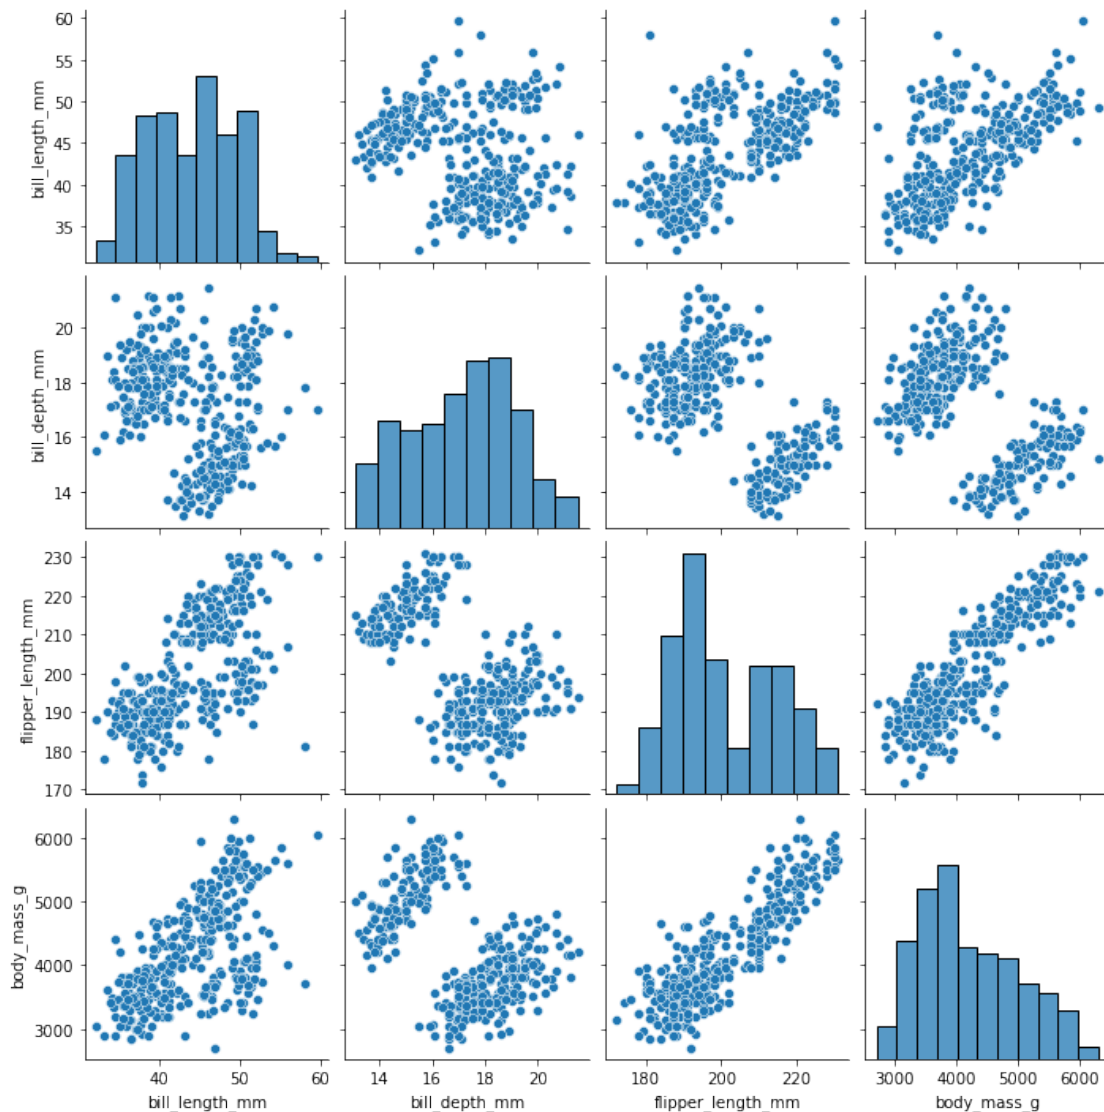 60
55
50
45
40
35
bill_length_mm
20
18
16
14
bill_depth_mm
230
220
210
200
190
180
170
flipper_length_mm
6000
5000
4000
3000
body_mass_g
40 50 60
bill_length_mm
14 16 18 20
bill_depth_mm
180 200 220
flipper_length_mm
3000 4000 5000 6000
body_mass_g